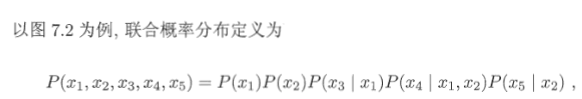 以图 7.2 为例, 联合概率分布定义为
P(x₁, x₂, x₃, x₄, x₅) = P(x₁)P(x₂)P(x₃ | x₁)P(x₄ | x₁, x₂)P(x₅ | x₂) ,